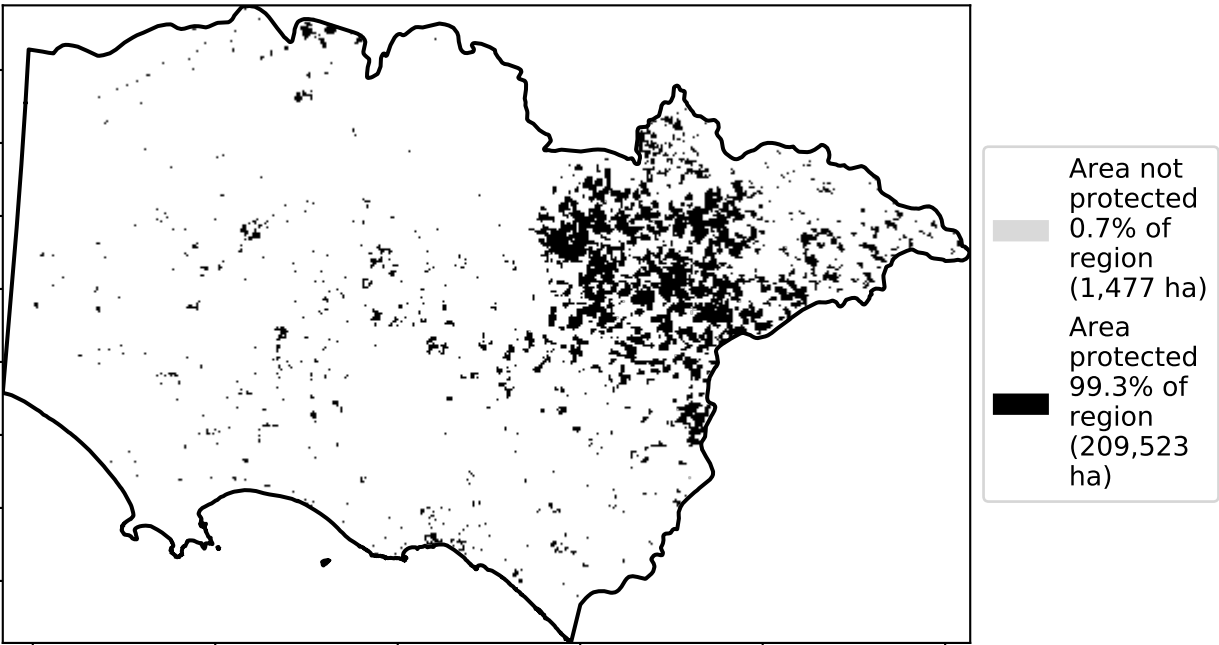 Area not
protected
0.7% of
region
(1,477 ha)
Area
protected
99.3% of
region
(209,523
ha)